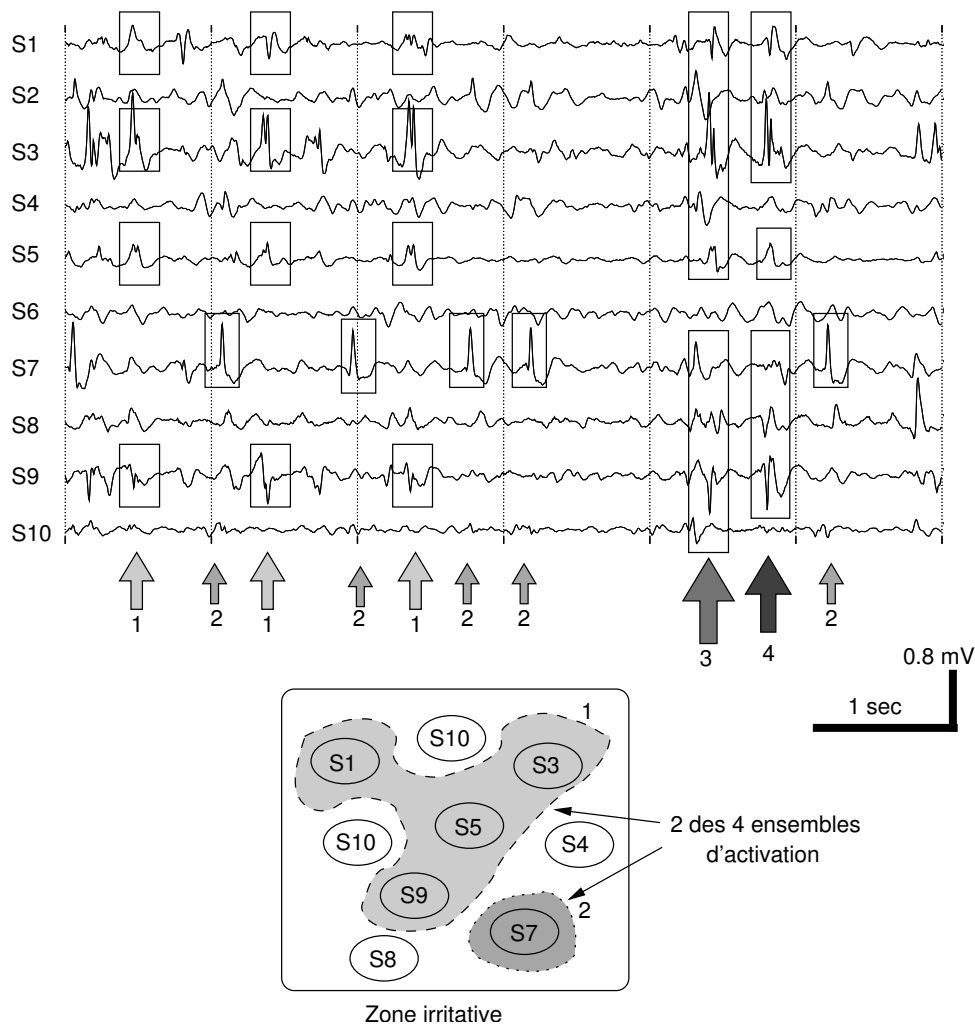 S1
S2
S3
S4
S5
S6
S7
S8
S9
S10
1 2 1 2 1 2 2 3 4 2
0.8 mV
1 sec
1
S10
S1
S3
S5
S10
S4
2 des 4 ensembles
d'activation
S9
2
S7
S8
Zone irritative